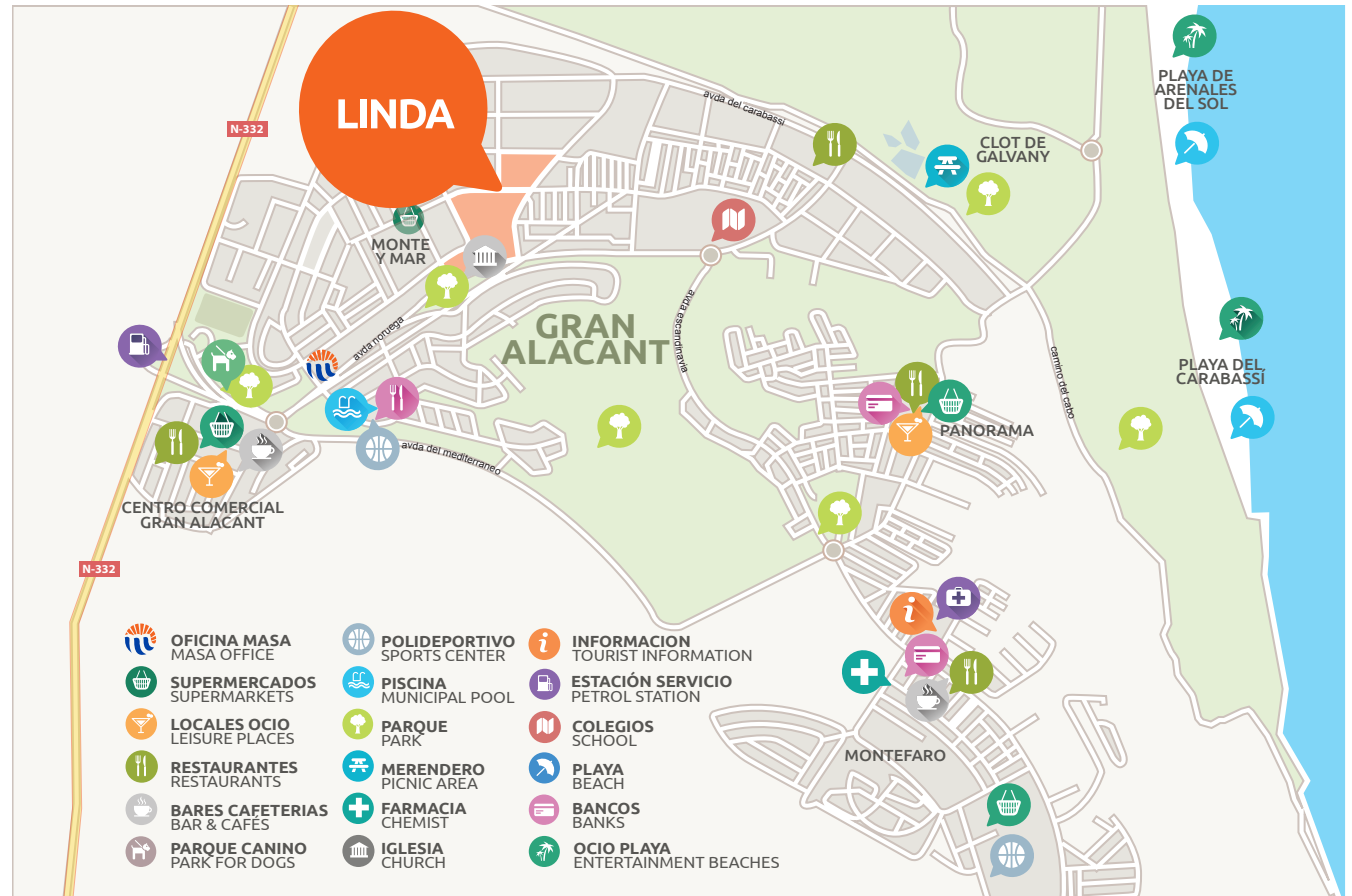 LINDA
N-332
avda del carabassi
PLAYA DE
ARENALES
DEL SOL
CLOT DE
GALVANY
MONTE
Y MAR
avda noruega
GRAN
ALACANT
avda escandinavia
camino del cabo
PLAYA DEL
CARABASSÍ
PANORAMA
avda del mediterraneo
CENTRO COMERCIAL
GRAN ALACANT
N-332
MONTEFARO
OFICINA MASA
MASA OFFICE
SUPERMERCADOS
SUPERMARKETS
LOCALES OCIO
LEISURE PLACES
RESTAURANTES
RESTAURANTS
BARES CAFETERIAS
BAR & CAFÉS
PARQUE CANINO
PARK FOR DOGS
POLIDEPORTIVO
SPORTS CENTER
PISCINA
MUNICIPAL POOL
PARQUE
PARK
MERENDERO
PICNIC AREA
FARMACIA
CHEMIST
IGLESIA
CHURCH
INFORMACION
TOURIST INFORMATION
ESTACIÓN SERVICIO
PETROL STATION
COLEGIOS
SCHOOL
PLAYA
BEACH
BANCOS
BANKS
OCIO PLAYA
ENTERTAINMENT BEACHES